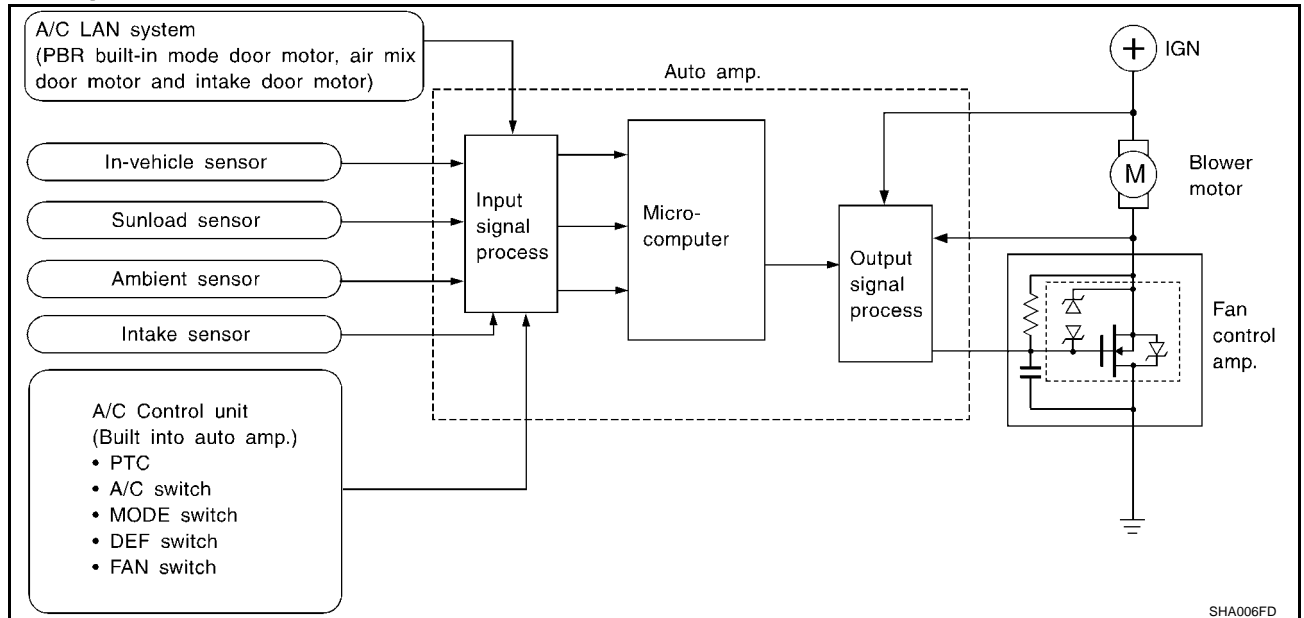 A/C LAN system
(PBR built-in mode door motor, air mix
door motor and intake door motor)
In-vehicle sensor
Sunload sensor
Ambient sensor
Intake sensor
A/C Control unit
(Built into auto amp.)
• PTC
• A/C switch
• MODE switch
• DEF switch
• FAN switch
Auto amp.
Input
signal
process
Micro-
computer
Output
signal
process
+
IGN
M
Blower
motor
Fan
control
amp.
SHA006FD